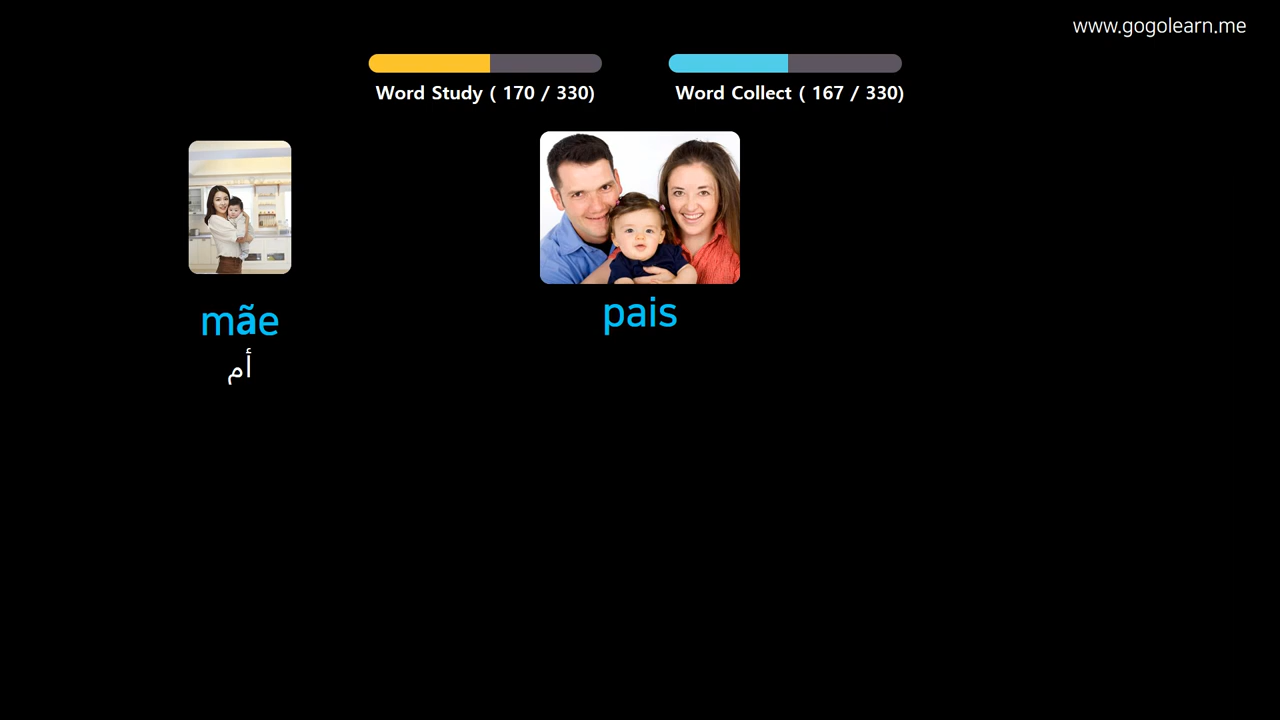 www.gogolearn.me
Word Study ( 170 / 330)
Word Collect ( 167 / 330)
mãe
pais
أم